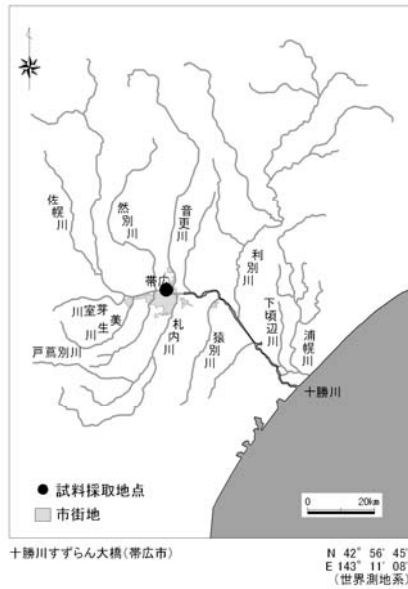 佐幌川
然別川
音更川
利別川
帯広
下頃辺川
浦幌川
芽室川
美生川
戸蔦別川
札内川
猿別川
十勝川
試料採取地点
市街地
0 20km
十勝川すずらん大橋(帯広市)
N 42° 56′ 45″
E 143° 11′ 08″
(世界測地系)